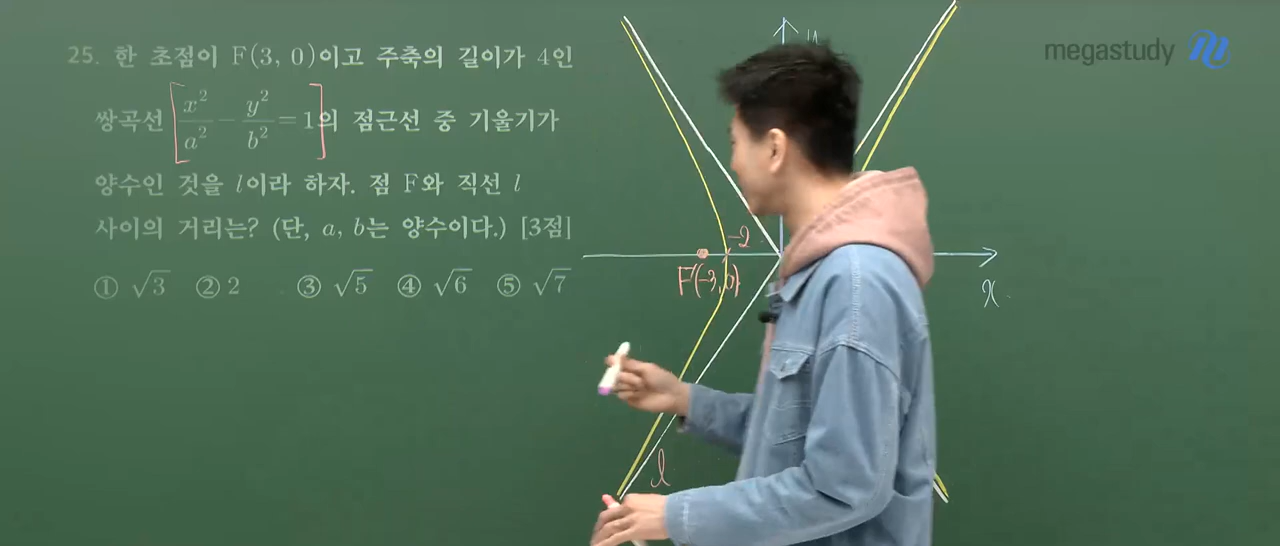 megastudy
25. 한 초점이 F(3, 0)이고 주축의 길이가 4인
쌍곡선 x²/a² - y²/b² = 1의 점근선 중 기울기가
양수인 것을 l이라 하자. 점 F와 직선 l
사이의 거리는? (단, a, b는 양수이다.) [3점]
① √3 ② 2 ③ √5 ④ √6 ⑤ √7
-2
F(-3, 0)
x
l